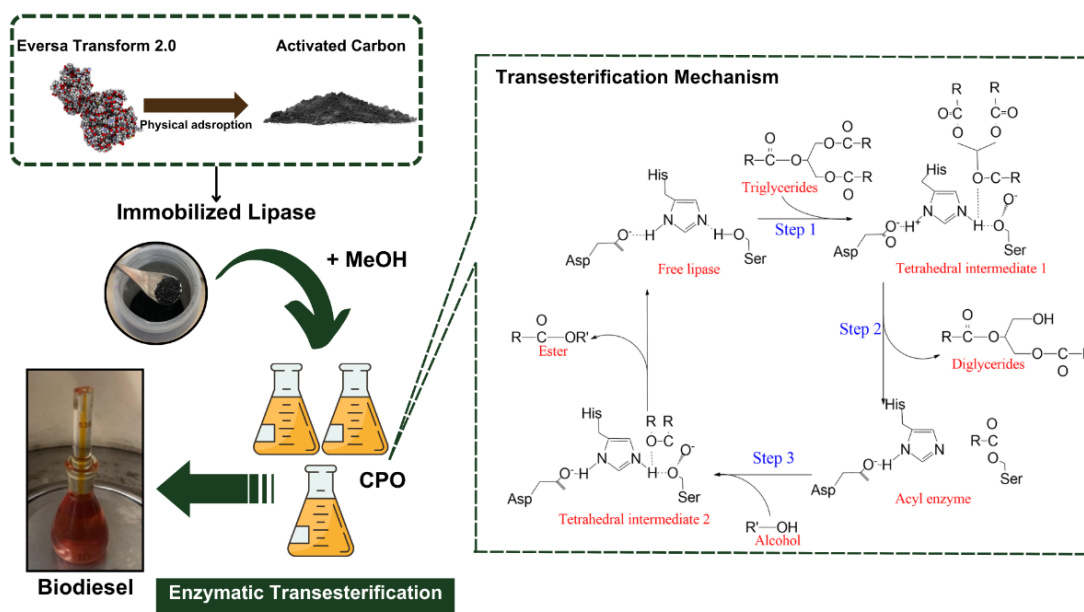 Eversa Transform 2.0
Activated Carbon
Physical adsroption
Immobilized Lipase
+ MeOH
CPO
Biodiesel
Enzymatic Transesterification
Transesterification Mechanism
His
Asp
O-
H
N
N
H
O
Ser
Free lipase
O
R-C-O
O
O-C-R
O-C-R
O
Triglycerides
Step 1
R
C=O
O
R
C=O
O
O-C-R
His
N
N
H+
H
O-
O
O-
O
Asp
Ser
Tetrahedral intermediate 1
Step 2
O
R-C-O
OH
O-C-R
O
Diglycerides
His
N
N
H
O-
Asp
R-C
O
O
Ser
Acyl enzyme
Step 3
R'-OH
Alcohol
His
R
O
R
C
N
N
H
H
O-
O
O-
Asp
Ser
Tetrahedral intermediate 2
O
R-C-OR'
Ester